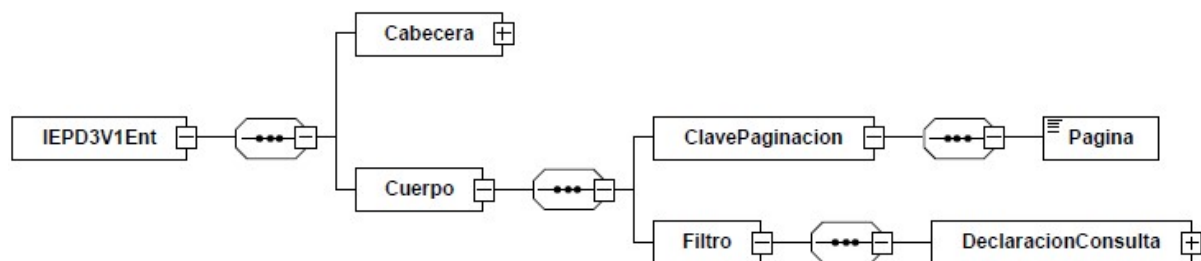 Cabecera
IEPD3V1Ent
ClavePaginacion
Pagina
Cuerpo
Filtro
DeclaracionConsulta